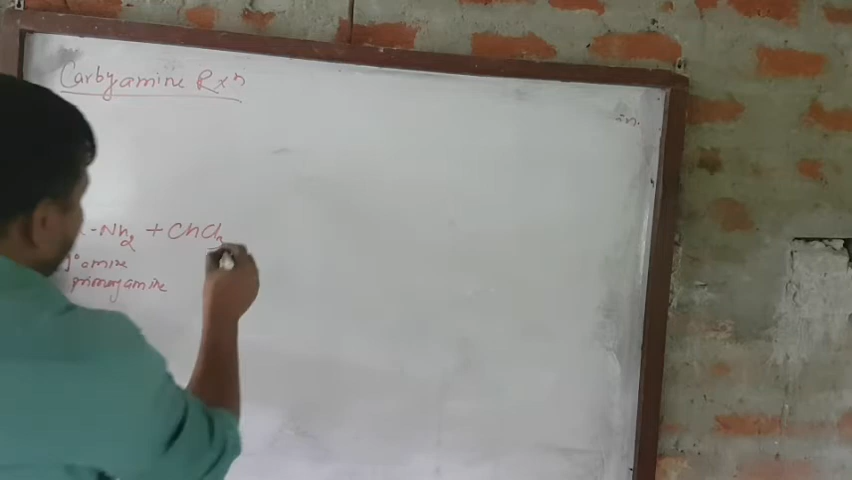 Carbyamine Rxn
-Nh2 + ChCl3
1° amine
primary amine